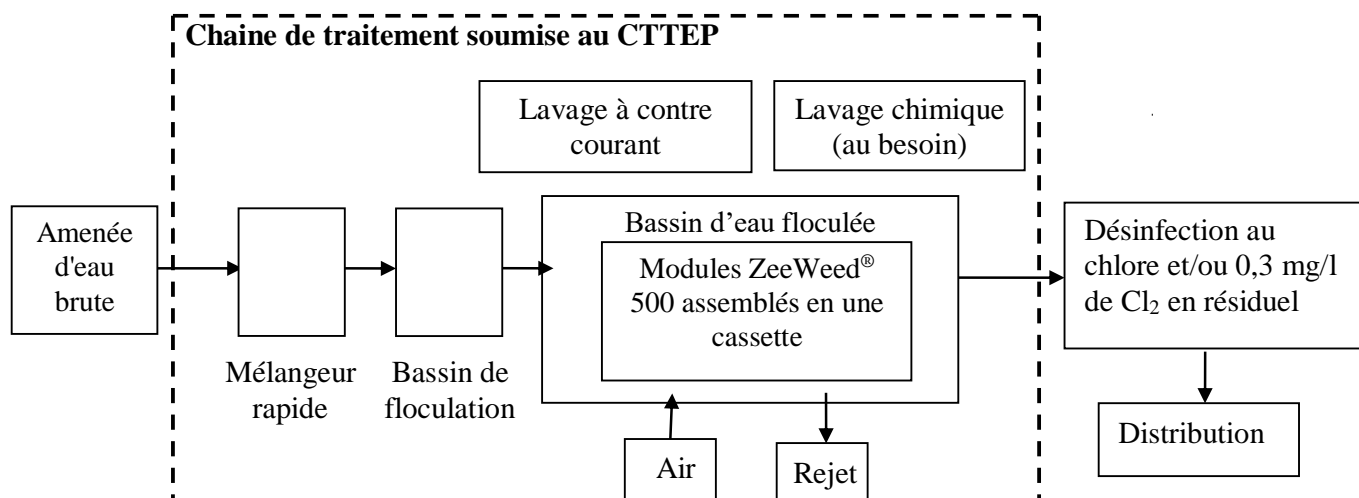 Chaine de traitement soumise au CTTEP
Lavage à contre
courant
Lavage chimique
(au besoin)
Amenée
d'eau
brute
Mélangeur
rapide
Bassin de
floculation
Bassin d’eau floculée
Modules ZeeWeed®
500 assemblés en une
cassette
Air
Rejet
Désinfection au
chlore et/ou 0,3 mg/l
de Cl₂ en résiduel
Distribution